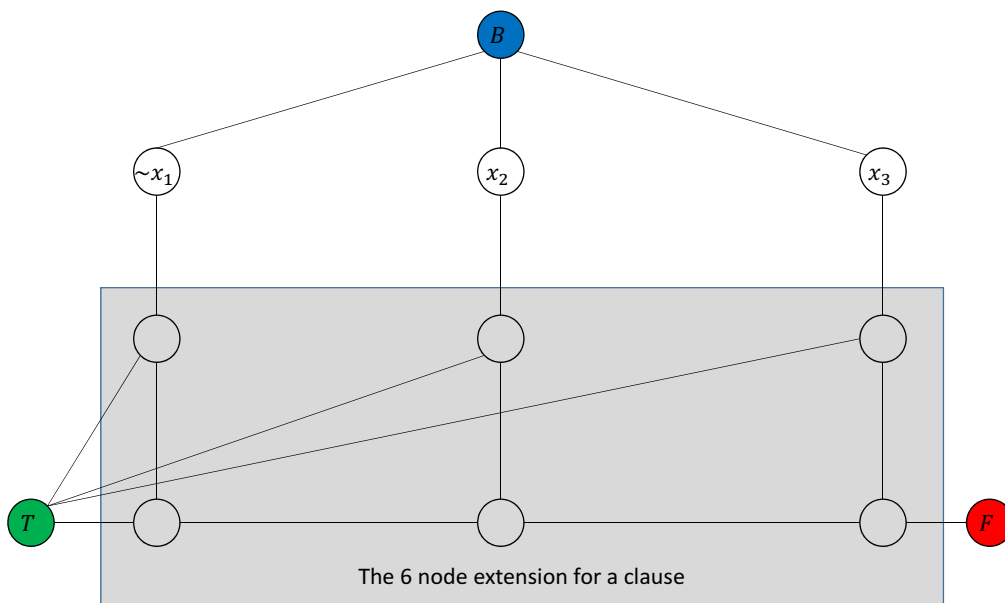 B
~x₁ x₂ x₃
T F
The 6 node extension for a clause